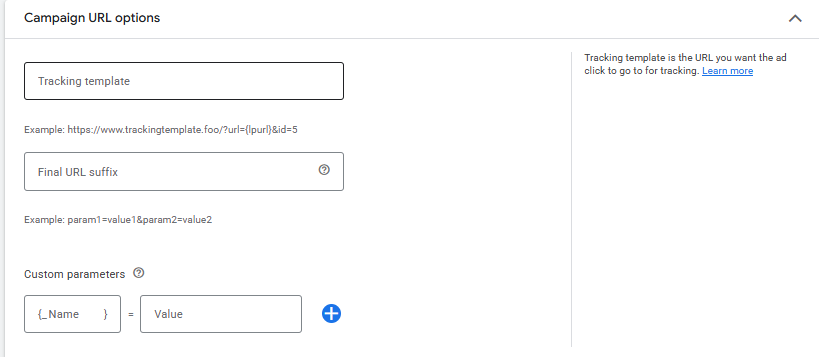 Campaign URL options
Tracking template
Tracking template is the URL you want the ad
click to go to for tracking. Learn more
Example: https://www.trackingtemplate.foo/?url={lpurl}&id=5
Final URL suffix
Example: param1=value1&param2=value2
Custom parameters
{_ Name } = Value